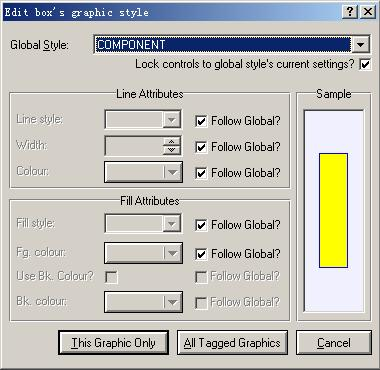 Edit box's graphic style
Global Style: COMPONENT
Lock controls to global style's current settings?
Line Attributes
Sample
Line style: Follow Global?
Width: Follow Global?
Colour: Follow Global?
Fill Attributes
Fill style: Follow Global?
Fg. colour: Follow Global?
Use Bk. Colour? Follow Global?
Bk. colour: Follow Global?
This Graphic Only All Tagged Graphics Cancel